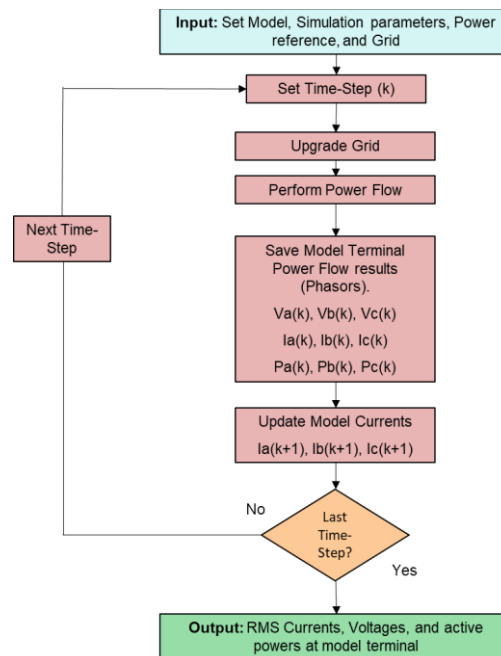 Input: Set Model, Simulation parameters, Power
reference, and Grid
Set Time-Step (k)
Upgrade Grid
Perform Power Flow
Next Time-
Step
Save Model Terminal
Power Flow results
(Phasors).
Va(k), Vb(k), Vc(k)
Ia(k), Ib(k), Ic(k)
Pa(k), Pb(k), Pc(k)
Update Model Currents
Ia(k+1), Ib(k+1), Ic(k+1)
No
Last
Time-
Step?
Yes
Output: RMS Currents, Voltages, and active
powers at model terminal